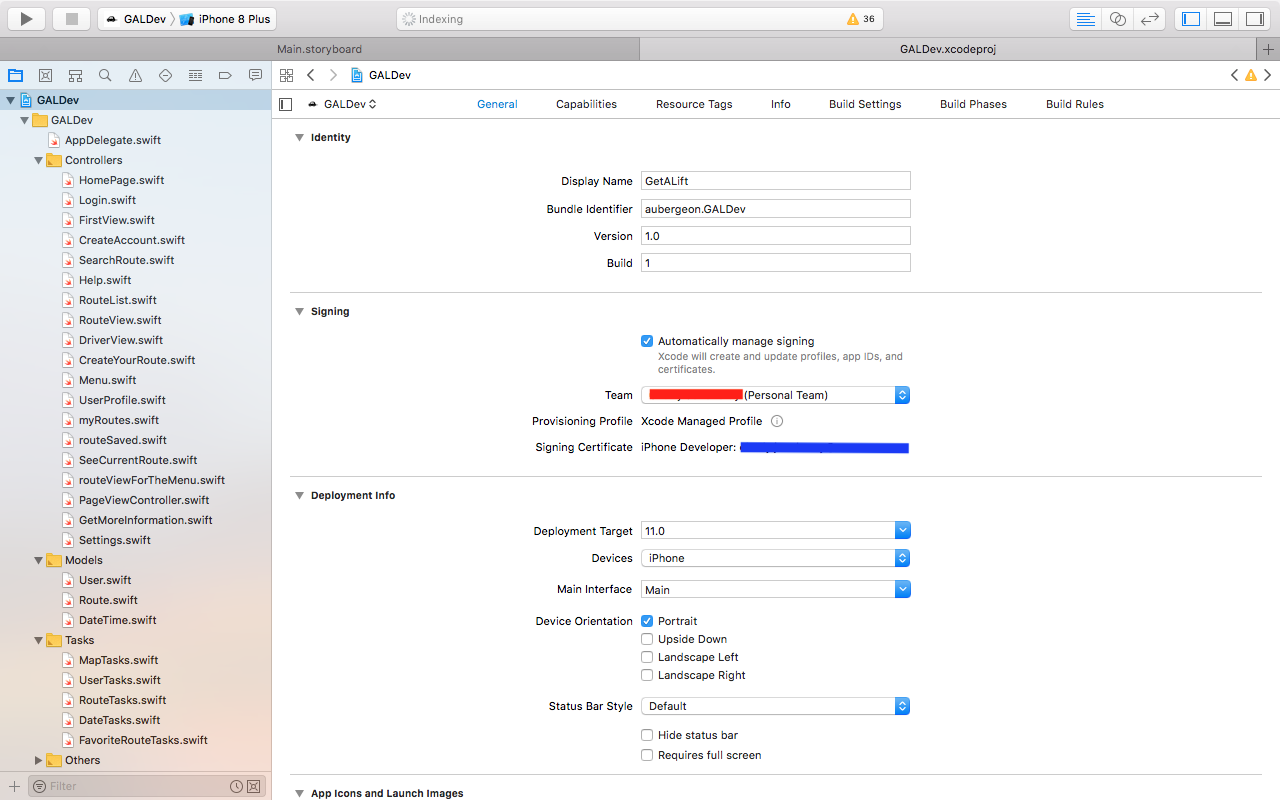 GALDev iPhone 8 Plus Indexing 36
Main.storyboard GALDev.xcodeproj
GALDev
GALDev
GALDev
AppDelegate.swift
Controllers
HomePage.swift
Login.swift
FirstView.swift
CreateAccount.swift
SearchRoute.swift
Help.swift
RouteList.swift
RouteView.swift
DriverView.swift
CreateYourRoute.swift
Menu.swift
UserProfile.swift
myRoutes.swift
routeSaved.swift
SeeCurrentRoute.swift
routeViewForTheMenu.swift
PageViewController.swift
GetMoreInformation.swift
Settings.swift
Models
User.swift
Route.swift
DateTime.swift
Tasks
MapTasks.swift
UserTasks.swift
RouteTasks.swift
DateTasks.swift
FavoriteRouteTasks.swift
Others
Filter
GALDev General Capabilities Resource Tags Info Build Settings Build Phases Build Rules
Identity
Display Name GetALift
Bundle Identifier aubergeon.GALDev
Version 1.0
Build 1
Signing
Automatically manage signing
Xcode will create and update profiles, app IDs, and
certificates.
Team (Personal Team)
Provisioning Profile Xcode Managed Profile
Signing Certificate iPhone Developer:
Deployment Info
Deployment Target 11.0
Devices iPhone
Main Interface Main
Device Orientation Portrait
Upside Down
Landscape Left
Landscape Right
Status Bar Style Default
Hide status bar
Requires full screen
App Icons and Launch Images